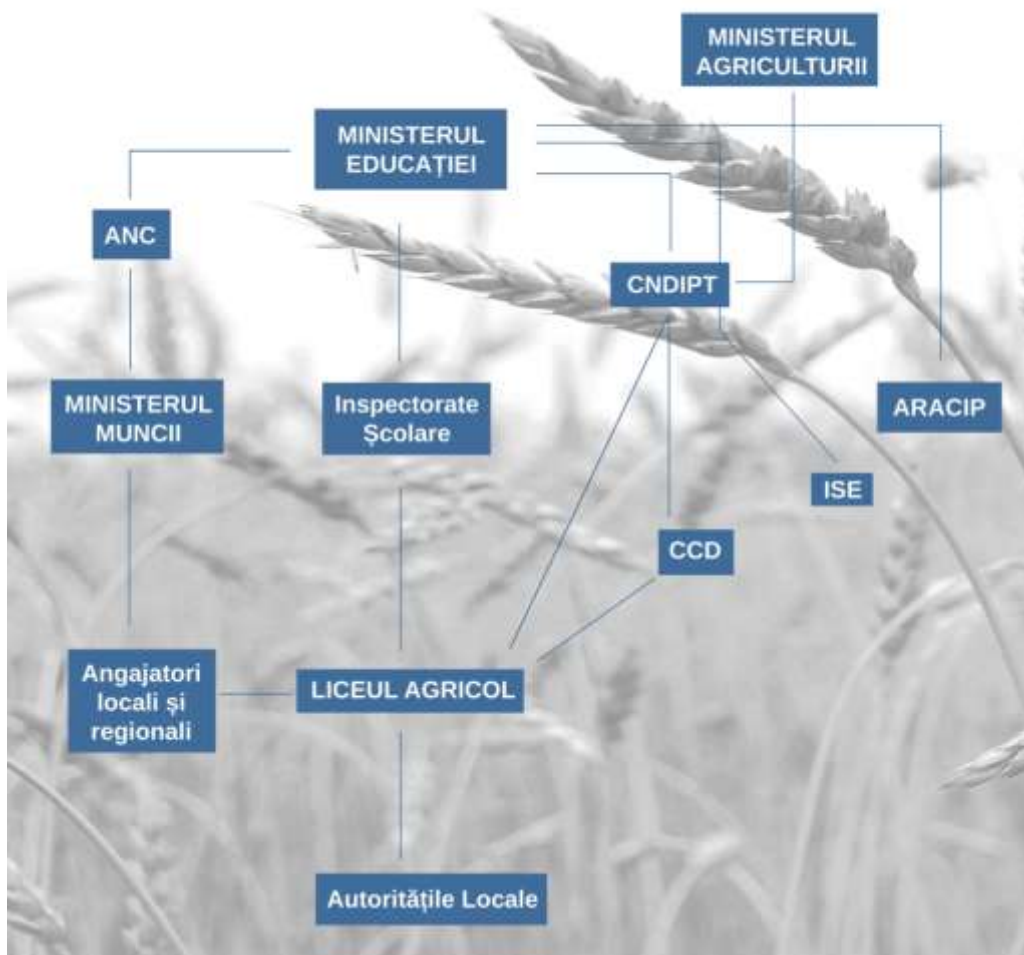 MINISTERUL
AGRICULTURII
MINISTERUL
EDUCAȚIEI
ANC
CNDIPT
MINISTERUL
MUNCII
Inspectorate
Școlare
ARACIP
ISE
CCD
Angajatori
locali și
regionali
LICEUL AGRICOL
Autoritățile Locale